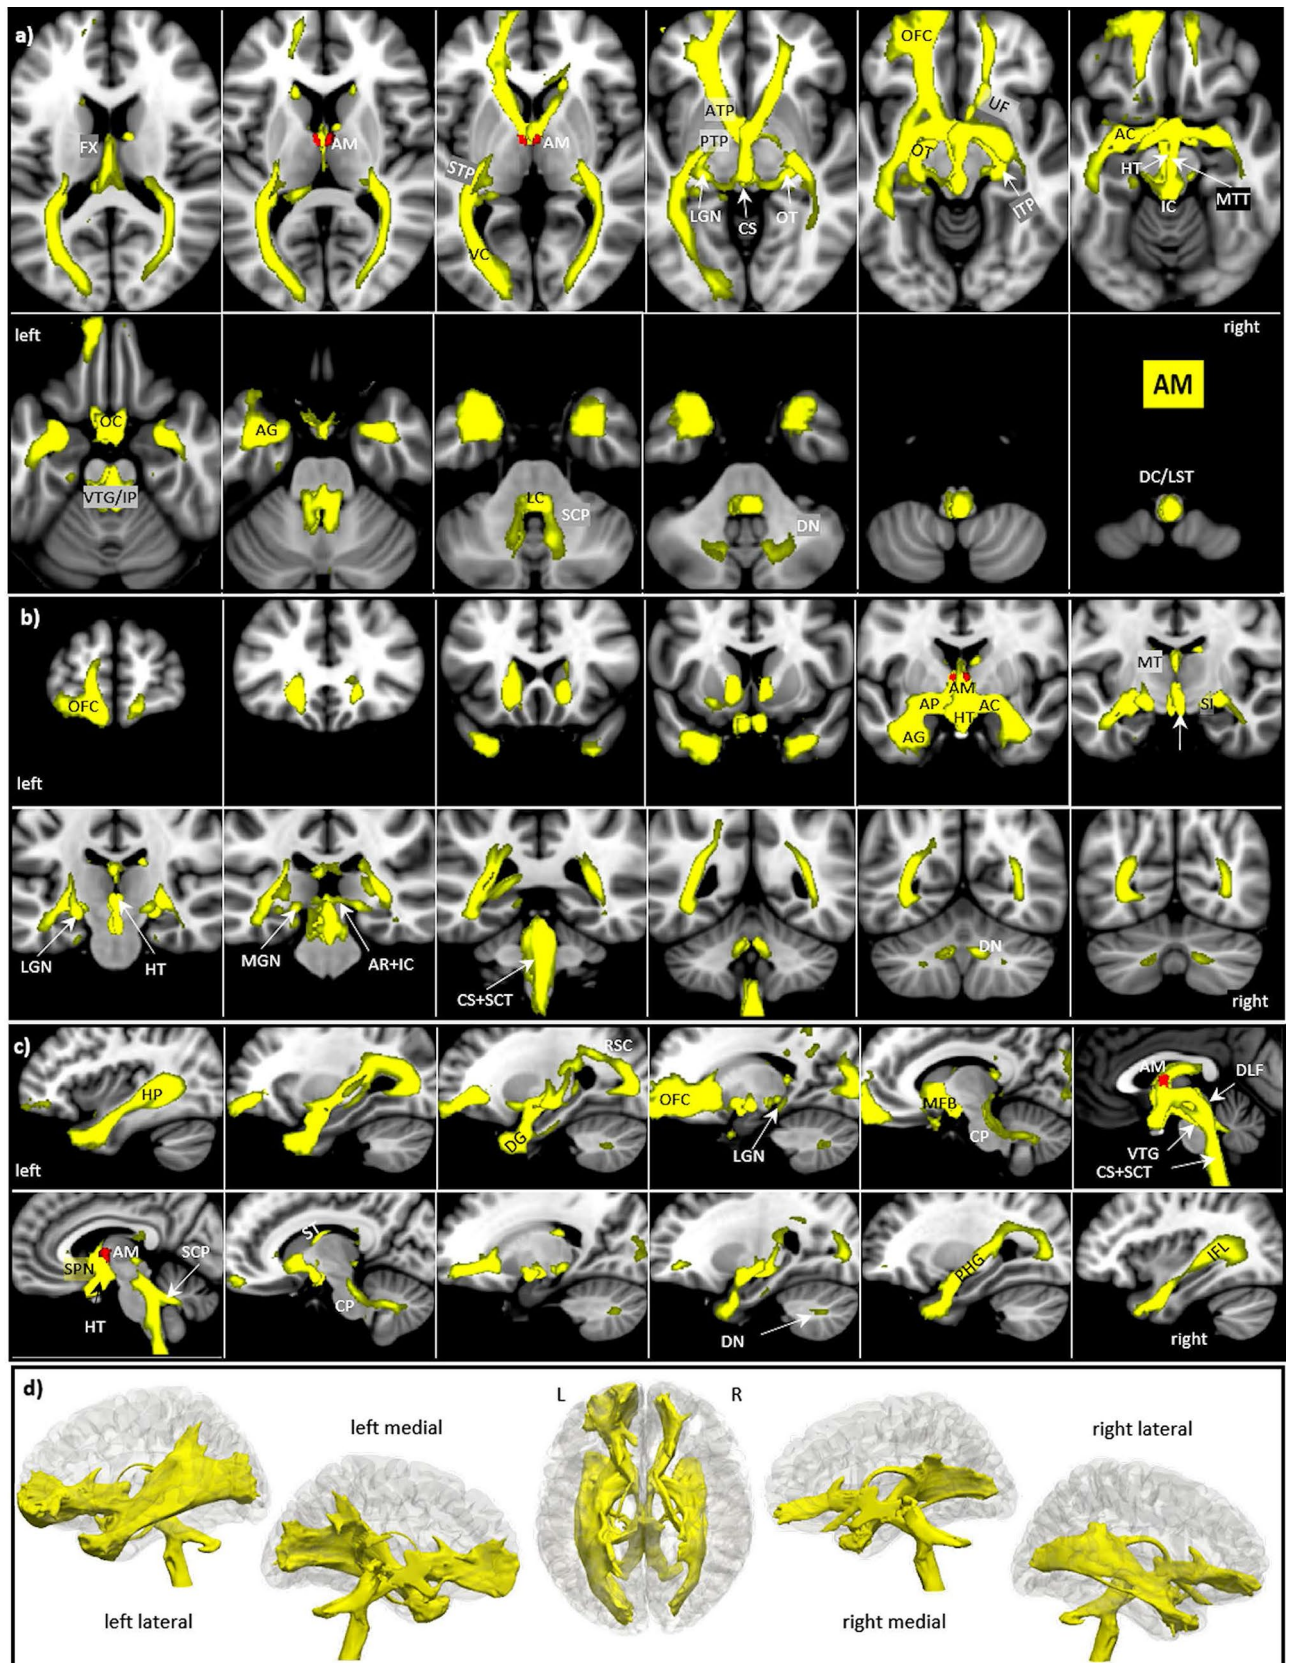 a)
FX
AM
STP
AM
VC
ATP
PTP
LGN
CS
OT
OFC
UF
OT
ITP
AC
HT
MTT
IC
left
right
OC
VTG/IP
AG
LC
SCP
DN
AM
DC/LST
b)
OFC
left
AM
AP
AC
HT
AG
MT
SI
LGN
HT
MGN
AR+IC
CS+SCT
DN
right
c)
HP
left
RSC
DG
OFC
LGN
MFB
CP
AM
DLF
VTG
CS+SCT
SPN
AM
SCP
HT
ST
CP
DN
PHG
IFL
right
d)
left medial
L
R
right lateral
left lateral
right medial